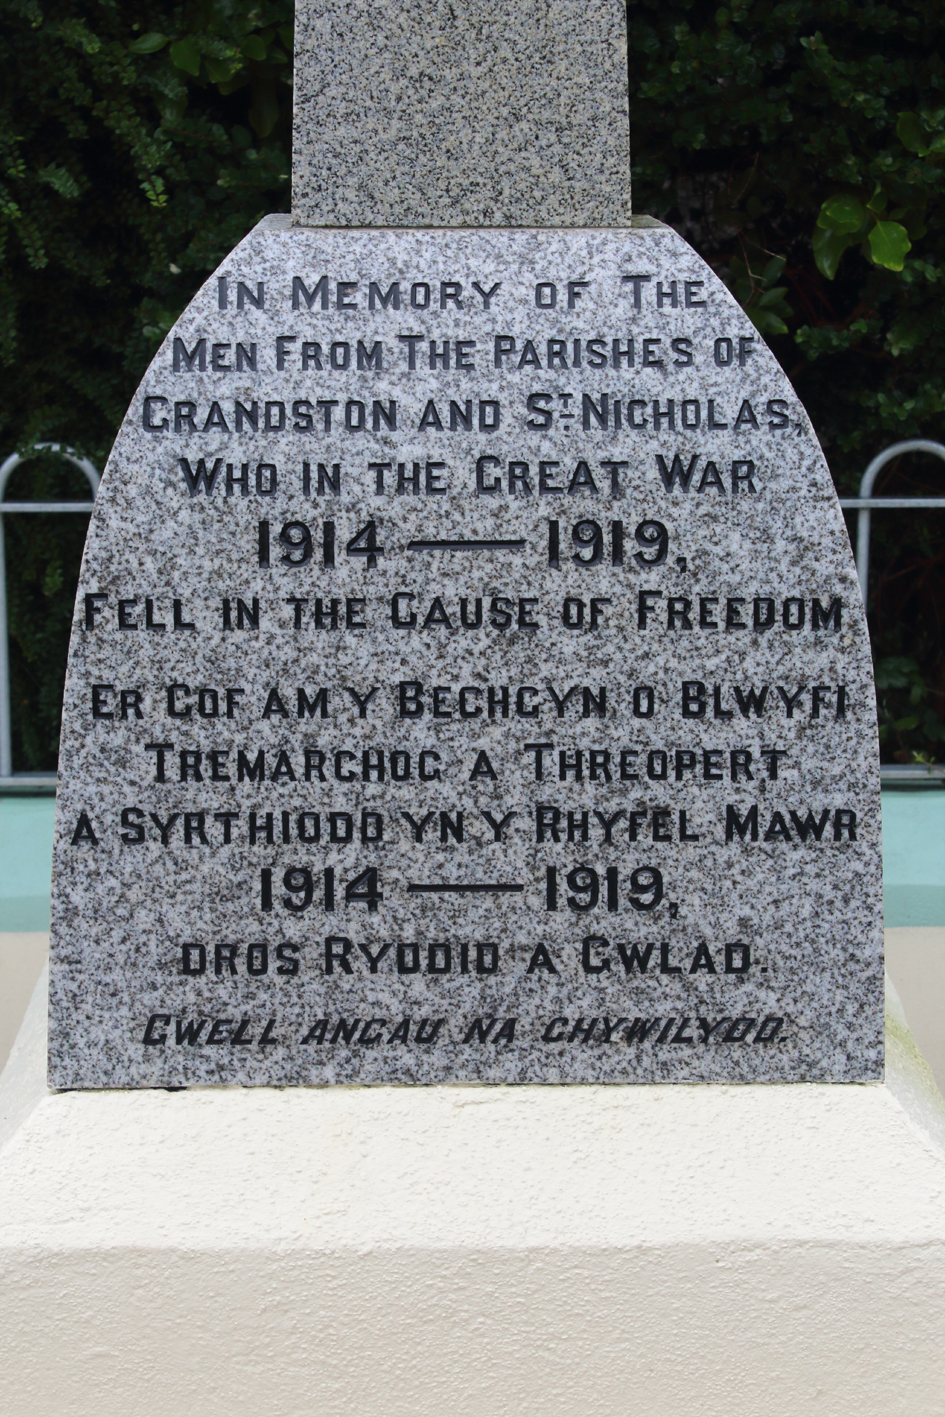 In Memory of the
Men From The Parishes of
Grandston and St. Nicholas
Who in the Great War
1914 — 1919,
Fell in the Cause of Freedom
Er Gof am y Bechgyn o Blwyfi
Tremarchog a Threopert
a Syrthiodd yn y Rhyfel Mawr
1914 — 1919,
dros Ryddid a Gwlad.
Gwell angau na chywilydd.